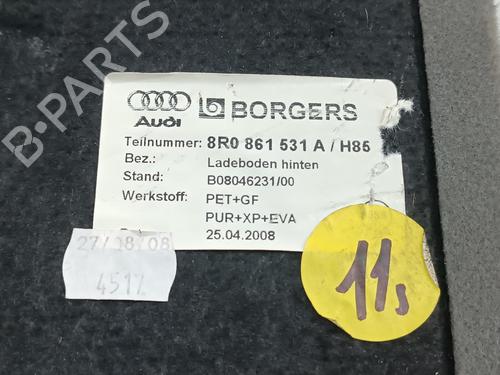 Audi BORGERS
Teilnummer: 8R0 861 531 A / H85
Bez.: Ladeboden hinten
Stand: B08046231/00
Werkstoff: PET+GF
PUR+XP+EVA
25.04.2008
27/08/08
4517
11s
B-PARTS